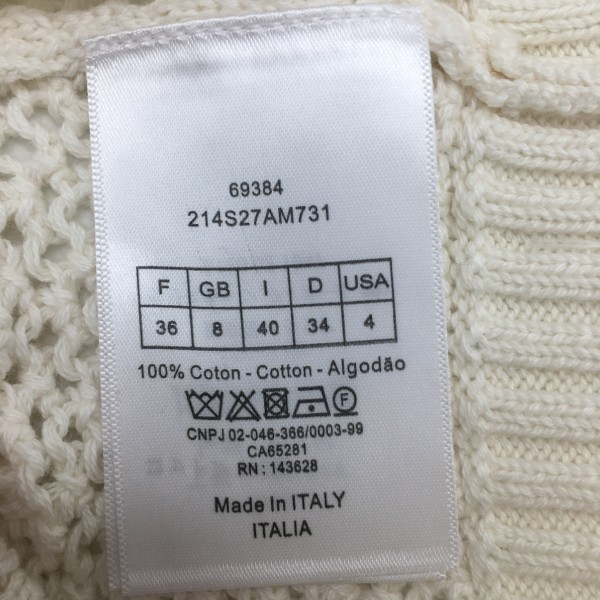 69384
214S27AM731
F GB I D USA
36 8 40 34 4
100% Coton - Cotton - Algodão
CNPJ 02-046-366/0003-99
CA65281
RN : 143628
Made In ITALY
ITALIA